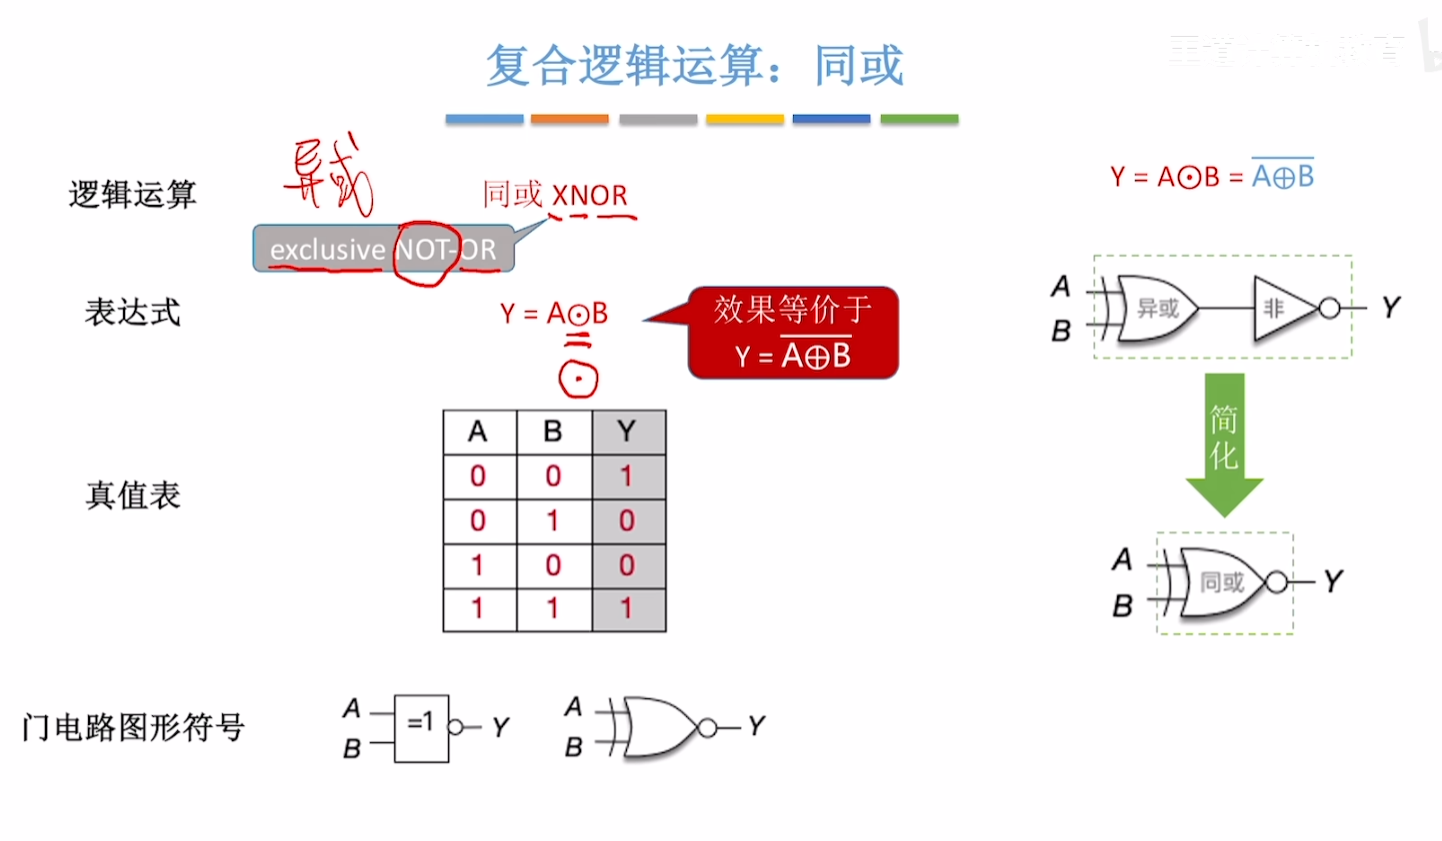 复合逻辑运算：同或
异或
逻辑运算
同或 XNOR
exclusive NOT-OR
表达式
Y = A⊙B
效果等价于
Y = \overline{A⊕B}
⊙
真值表
A B Y
0 0 1
0 1 0
1 0 0
1 1 1
门电路图形符号
A
B
=1
Y
A
B
Y
Y = A⊙B = \overline{A⊕B}
A
B
异或
非
Y
简化
A
B
同或
Y